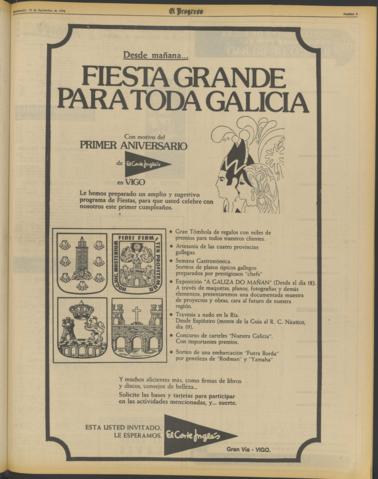 El Progreso
Desde mañana...
FIESTA GRANDE
PARA TODA GALICIA
Con motivo del
PRIMER ANIVERSARIO
de El Corte Inglés
en VIGO
Le hemos preparado un amplio y sugestivo
programa de Fiestas, para que usted celebre con
nosotros este primer cumpleaños.
★ Gran Tómbola de regalos con miles de
premios para todos nuestros clientes.
★ Artesanía de las cuatro provincias
gallegas.
★ Semana Gastronómica.
Sorteos de platos típicos gallegos
preparados por prestigiosos "chefs"
★ Exposición "A GALIZA DO MAÑAN" (Desde el día 18).
A través de maquetas, planos, fotografías y demás
elementos, presentaremos una documentada muestra
de proyectos y obras, cara al futuro de nuestra
región.
★ Travesía a nado en la Ría.
Desde Espiñeiro (motes de la Guía al R. C. Náutico,
día 19).
★ Concurso de carteles "Nuestra Galicia".
Con importantes premios.
★ Sorteo de una embarcación "Fueta Borda"
por gentileza de "Rodman" y "Yamaha"
Y muchos alicientes más, como firmas de libros
y discos, consejos de belleza...
Solicite las bases y tarjetas para participar
en las actividades mencionadas, y... suerte.
ESTA USTED INVITADO.
LE ESPERAMOS.
El Corte Inglés
Gran Vía - VIGO.